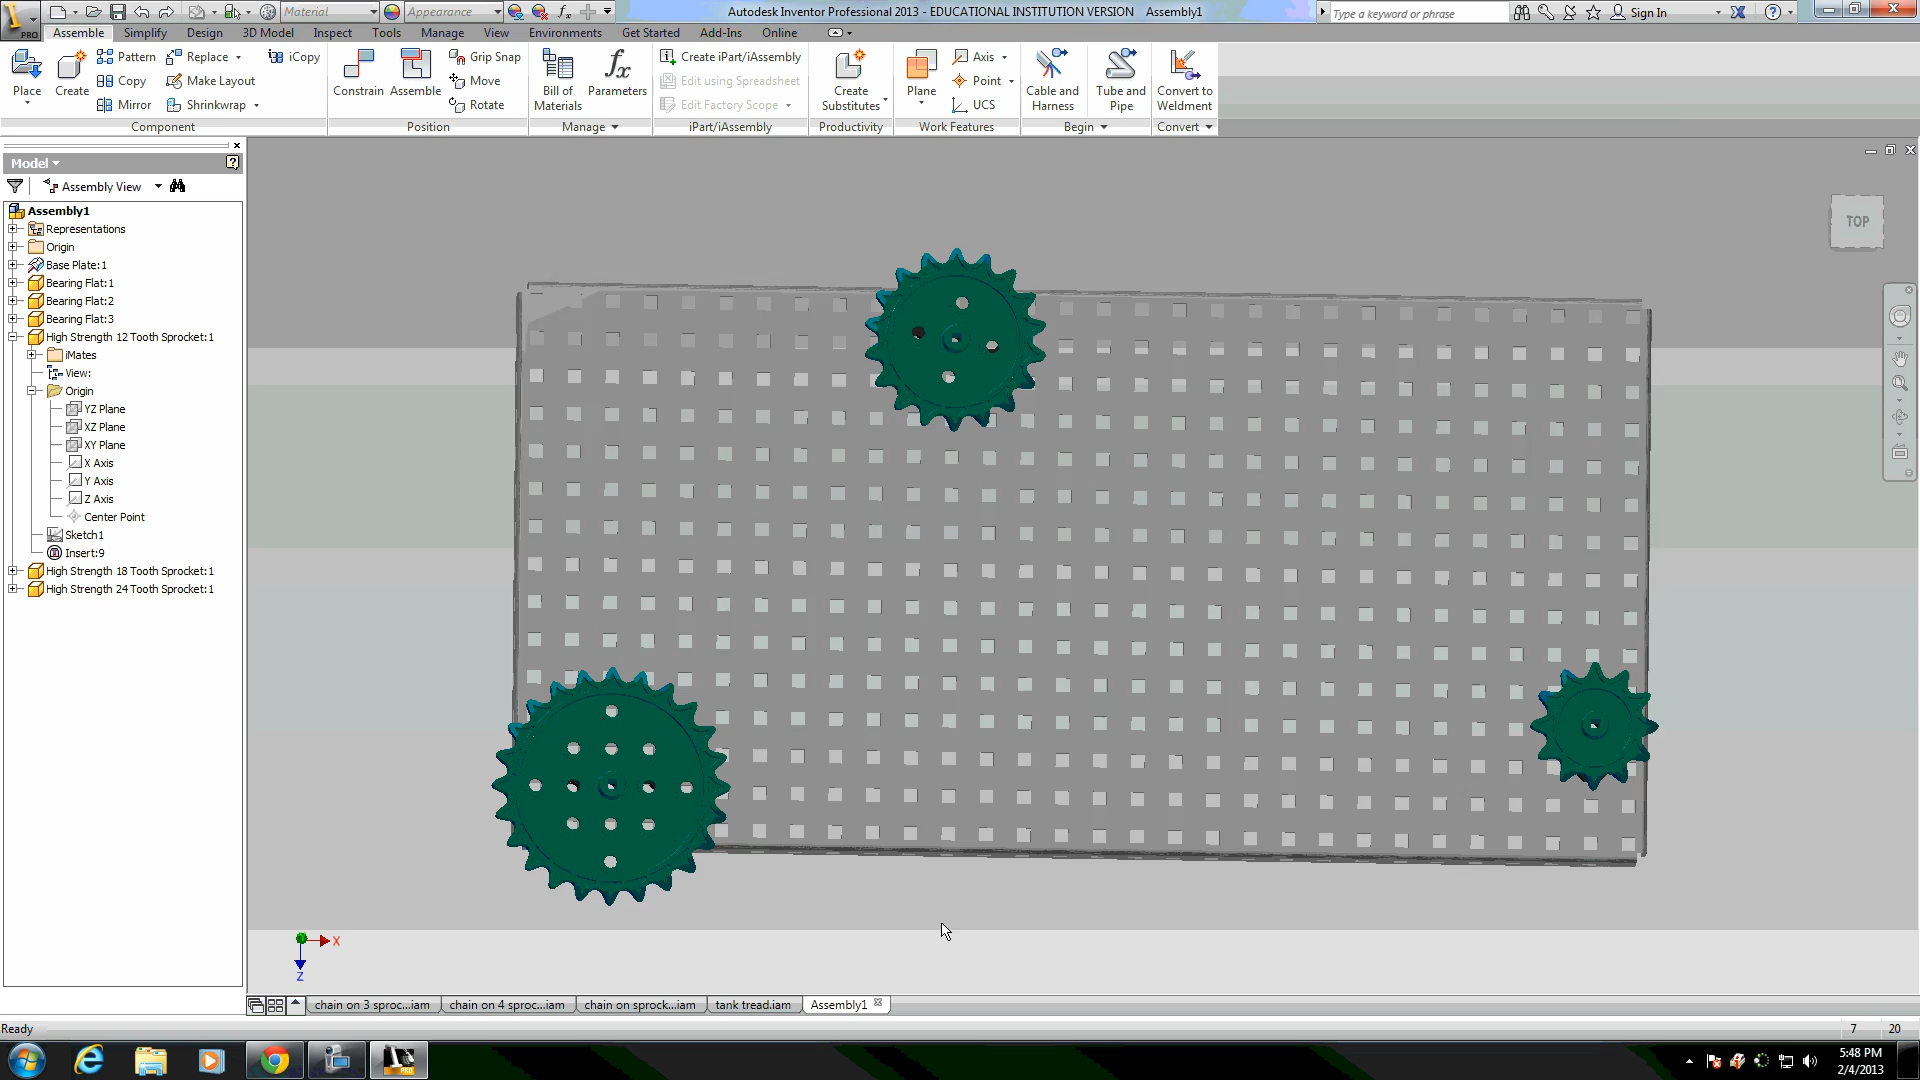 PRO Material Appearance fx Autodesk Inventor Professional 2013 - EDUCATIONAL INSTITUTION VERSION Assembly1 Type a keyword or phrase Sign In
Assemble Simplify Design 3D Model Inspect Tools Manage View Environments Get Started Add-Ins Online
Place
Create
Pattern
Copy
Mirror
Replace
Make Layout
Shrinkwrap
iCopy
Component
Constrain
Assemble
Grip Snap
Move
Rotate
Position
Bill of Materials
fx
Parameters
Manage
Create iPart/iAssembly
Edit using Spreadsheet
Edit Factory Scope
iPart/iAssembly
Create Substitutes
Productivity
Plane
Axis
Point
UCS
Work Features
Cable and Harness
Tube and Pipe
Begin
Convert to Weldment
Convert
Model
Assembly View
Assembly1
Representations
Origin
Base Plate:1
Bearing Flat:1
Bearing Flat:2
Bearing Flat:3
High Strength 12 Tooth Sprocket:1
iMates
View:
Origin
YZ Plane
XZ Plane
XY Plane
X Axis
Y Axis
Z Axis
Center Point
Sketch1
Insert:9
High Strength 18 Tooth Sprocket:1
High Strength 24 Tooth Sprocket:1
TOP
X
Z
chain on 3 sproc...iam chain on 4 sproc...iam chain on sprock...iam tank tread.iam Assembly1
Ready 7 20
PRO
5:48 PM
2/4/2013